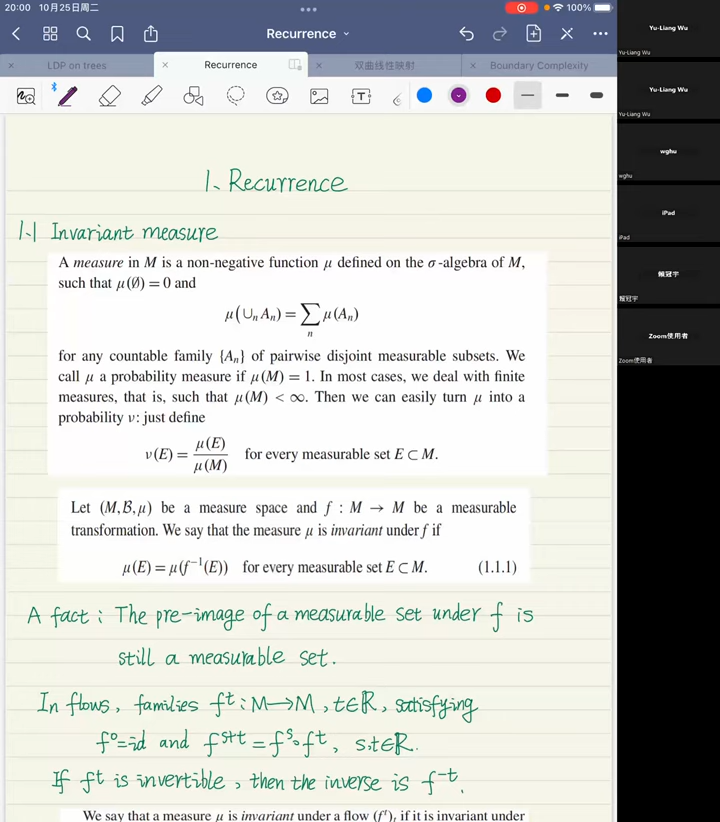 20:00 10月25日周二
100%
Recurrence
LDP on trees
Recurrence
双曲线性映射
Boundary Complexity
1、Recurrence
1.1 Invariant measure
A measure in M is a non-negative function μ defined on the σ-algebra of M,
such that μ(∅) = 0 and
μ(∪ₙAₙ) = ∑ₙ μ(Aₙ)
for any countable family {Aₙ} of pairwise disjoint measurable subsets. We
call μ a probability measure if μ(M) = 1. In most cases, we deal with finite
measures, that is, such that μ(M) < ∞. Then we can easily turn μ into a
probability ν: just define
ν(E) = μ(E)/μ(M) for every measurable set E ⊂ M.
Let (M, ℬ, μ) be a measure space and f : M → M be a measurable
transformation. We say that the measure μ is invariant under f if
μ(E) = μ(f⁻¹(E)) for every measurable set E ⊂ M. (1.1.1)
A fact : The pre-image of a measurable set under f is
still a measurable set.
In flows, families fᵗ : M → M , t∈ℝ, satisfying
f⁰=id and fˢ⁺ᵗ = fˢ∘fᵗ, s,t∈ℝ.
If fᵗ is invertible, then the inverse is f⁻ᵗ.
We say that a measure μ is invariant under a flow (fᵗ)ₜ if it is invariant under
Yu-Liang Wu
Yu-Liang Wu
Yu-Liang Wu
Yu-Liang Wu
wghu
wghu
iPad
iPad
賴冠宇
賴冠宇
Zoom使用者
Zoom使用者